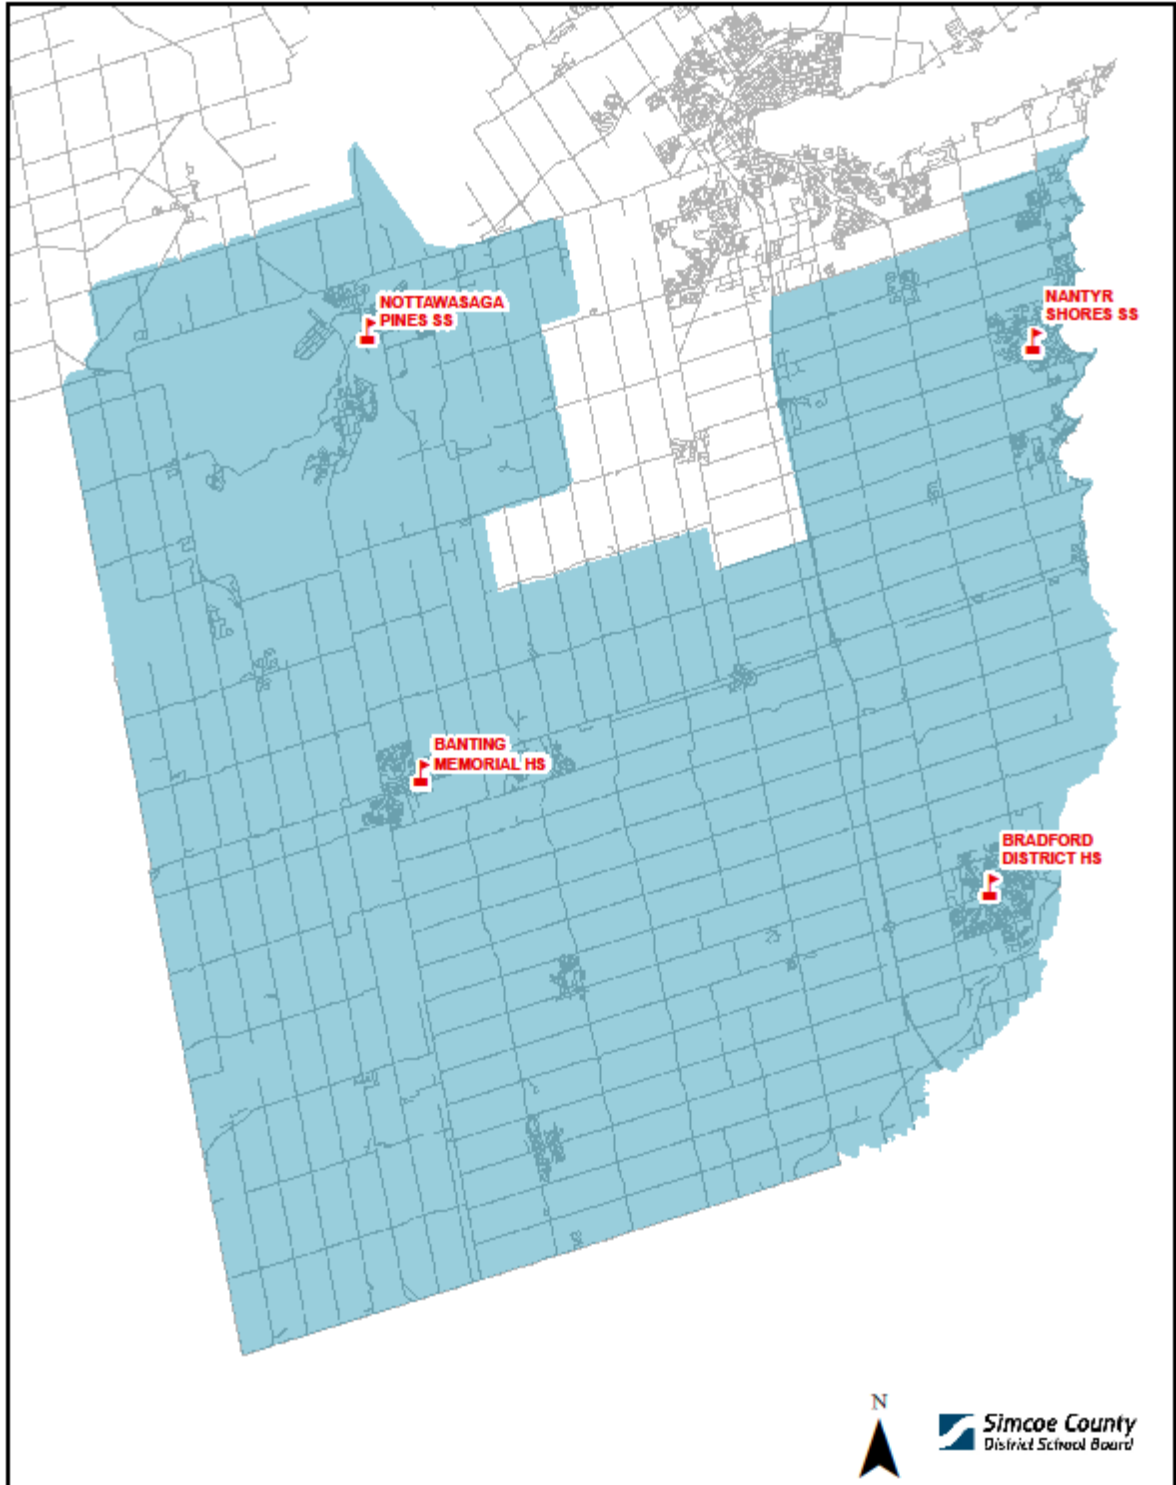 NOTTAWASAGA
PINES SS
NANTYR
SHORES SS
BANTING
MEMORIAL HS
BRADFORD
DISTRICT HS
N
Simcoe County
District School Board